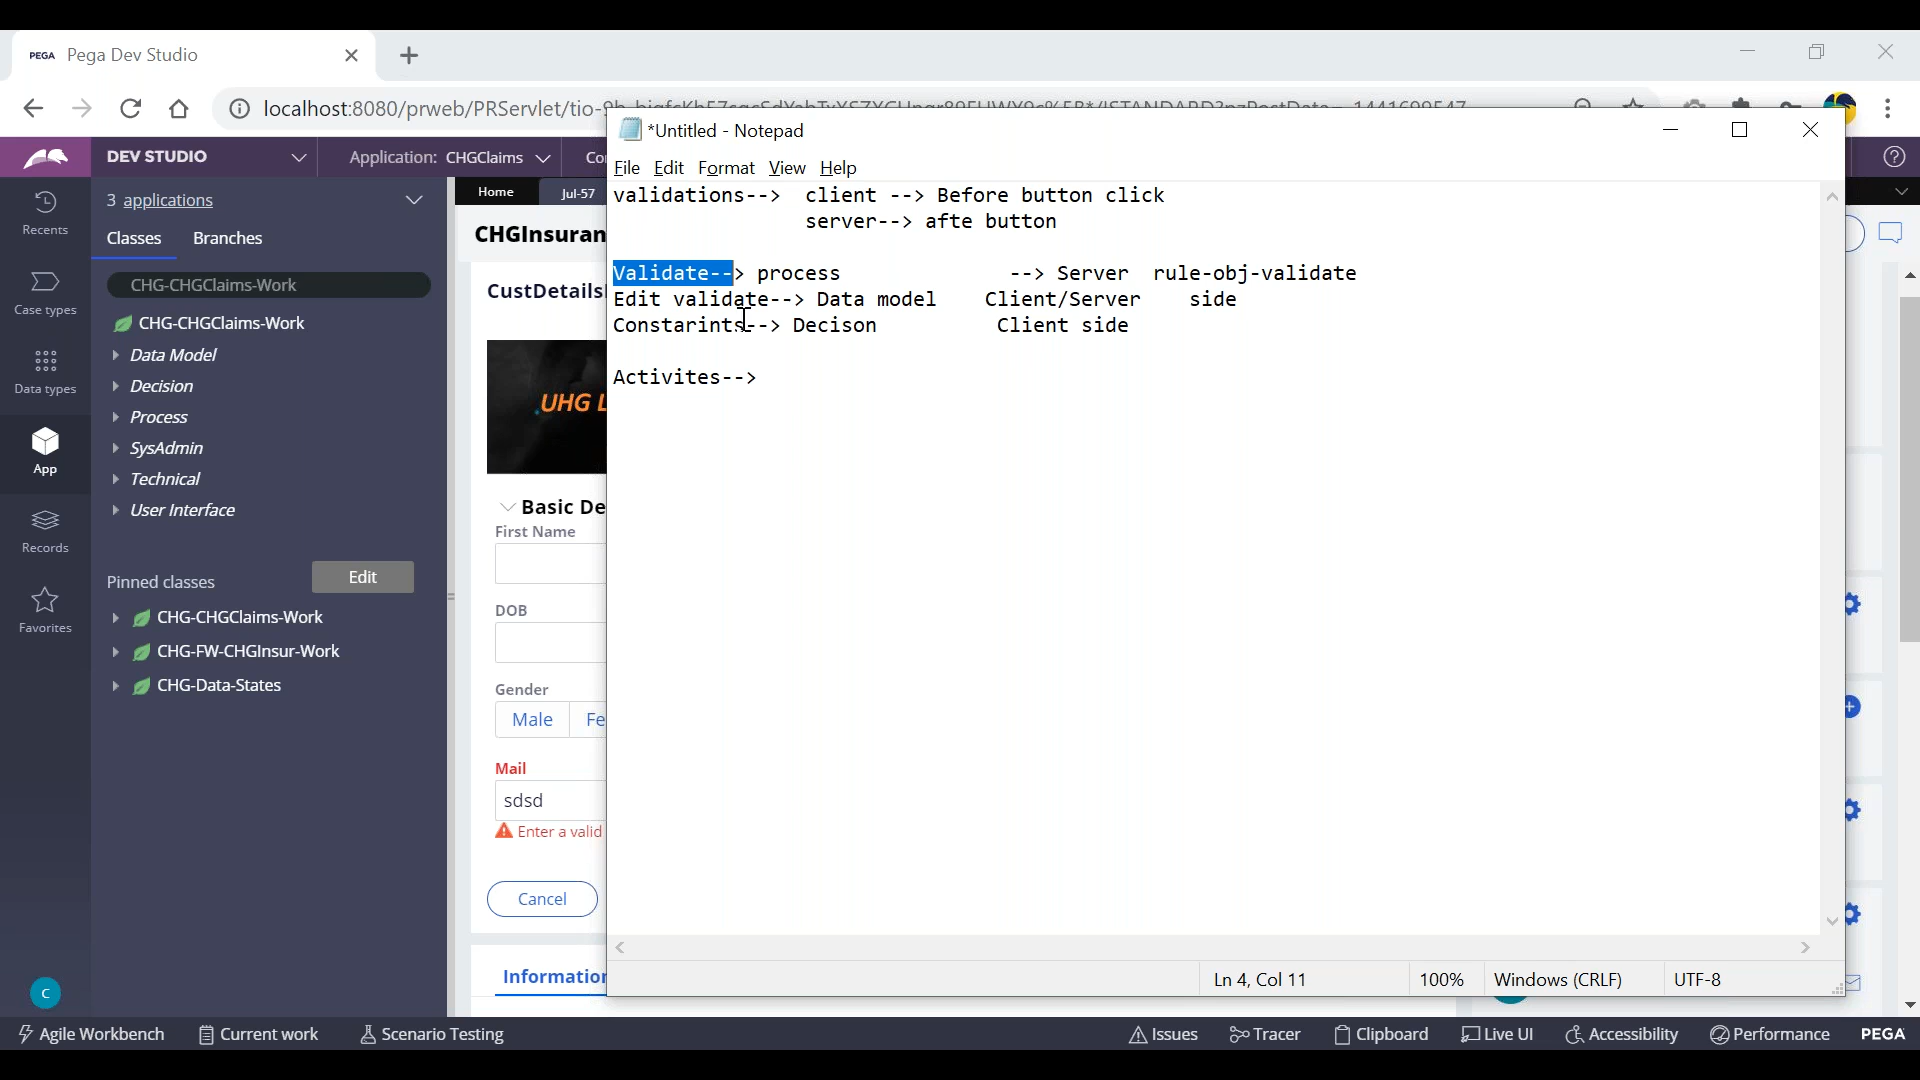 PEGA Pega Dev Studio
localhost:8080/prweb/PRServlet/tio-
*Untitled - Notepad
File Edit Format View Help
validations--> client --> Before button click
server--> afte button
Validate--> process --> Server rule-obj-validate
Edit validate--> Data model Client/Server side
Constarints--> Decison Client side
Activites-->
Ln 4, Col 11 100% Windows (CRLF) UTF-8
DEV STUDIO Application: CHGClaims Co
Recents
Case types
Data types
App
Records
Favorites
C
3 applications
Classes Branches
CHG-CHGClaims-Work
CHG-CHGClaims-Work
Data Model
Decision
Process
SysAdmin
Technical
User Interface
Pinned classes Edit
CHG-CHGClaims-Work
CHG-FW-CHGInsur-Work
CHG-Data-States
Home Jul-57
CHGInsuran
CustDetails
UHG L
Basic De
First Name
DOB
Gender
Male Fe
Mail
sdsd
Enter a valid
Cancel
Information
Agile Workbench Current work Scenario Testing Issues Tracer Clipboard Live UI Accessibility Performance PEGA